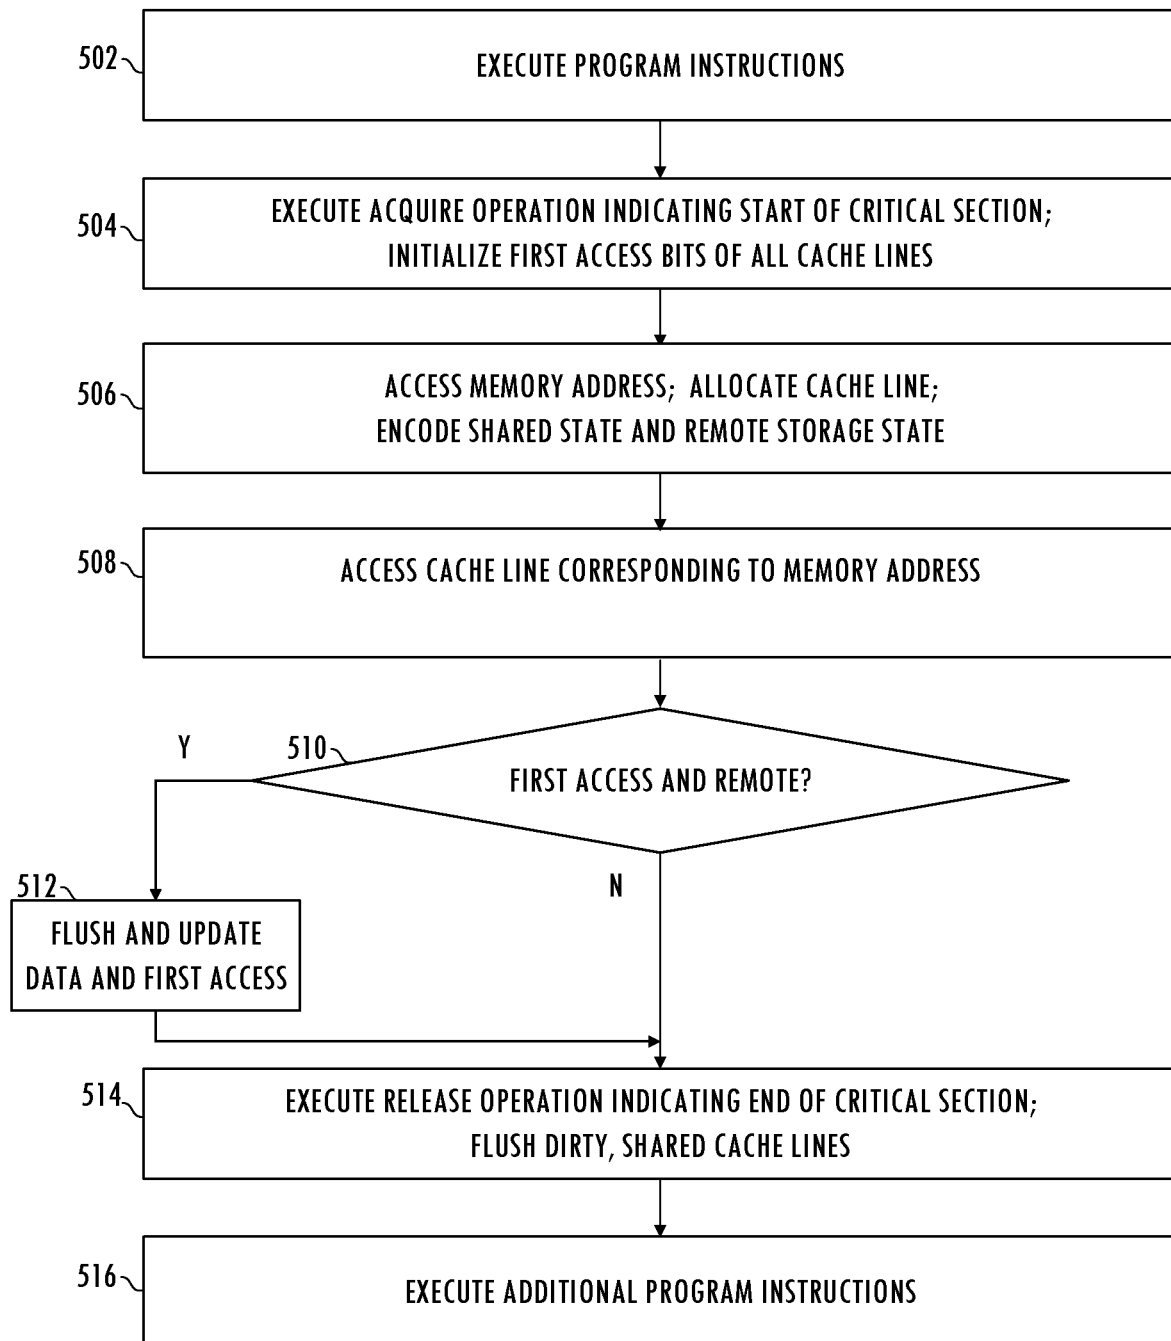 502
EXECUTE PROGRAM INSTRUCTIONS
504
EXECUTE ACQUIRE OPERATION INDICATING START OF CRITICAL SECTION;
INITIALIZE FIRST ACCESS BITS OF ALL CACHE LINES
506
ACCESS MEMORY ADDRESS; ALLOCATE CACHE LINE;
ENCODE SHARED STATE AND REMOTE STORAGE STATE
508
ACCESS CACHE LINE CORRESPONDING TO MEMORY ADDRESS
Y
510
FIRST ACCESS AND REMOTE?
N
512
FLUSH AND UPDATE
DATA AND FIRST ACCESS
514
EXECUTE RELEASE OPERATION INDICATING END OF CRITICAL SECTION;
FLUSH DIRTY, SHARED CACHE LINES
516
EXECUTE ADDITIONAL PROGRAM INSTRUCTIONS